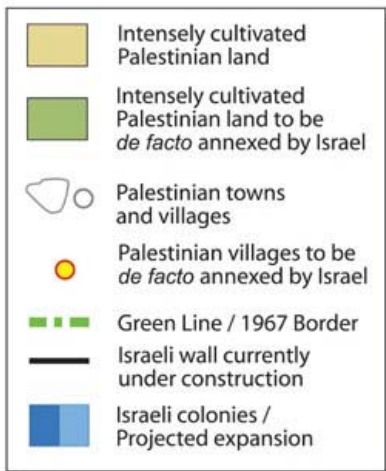 Intensely cultivated
Palestinian land
Intensely cultivated
Palestinian land to be
de facto annexed by Israel
Palestinian towns
and villages
Palestinian villages to be
de facto annexed by Israel
Green Line / 1967 Border
Israeli wall currently
under construction
Israeli colonies /
Projected expansion